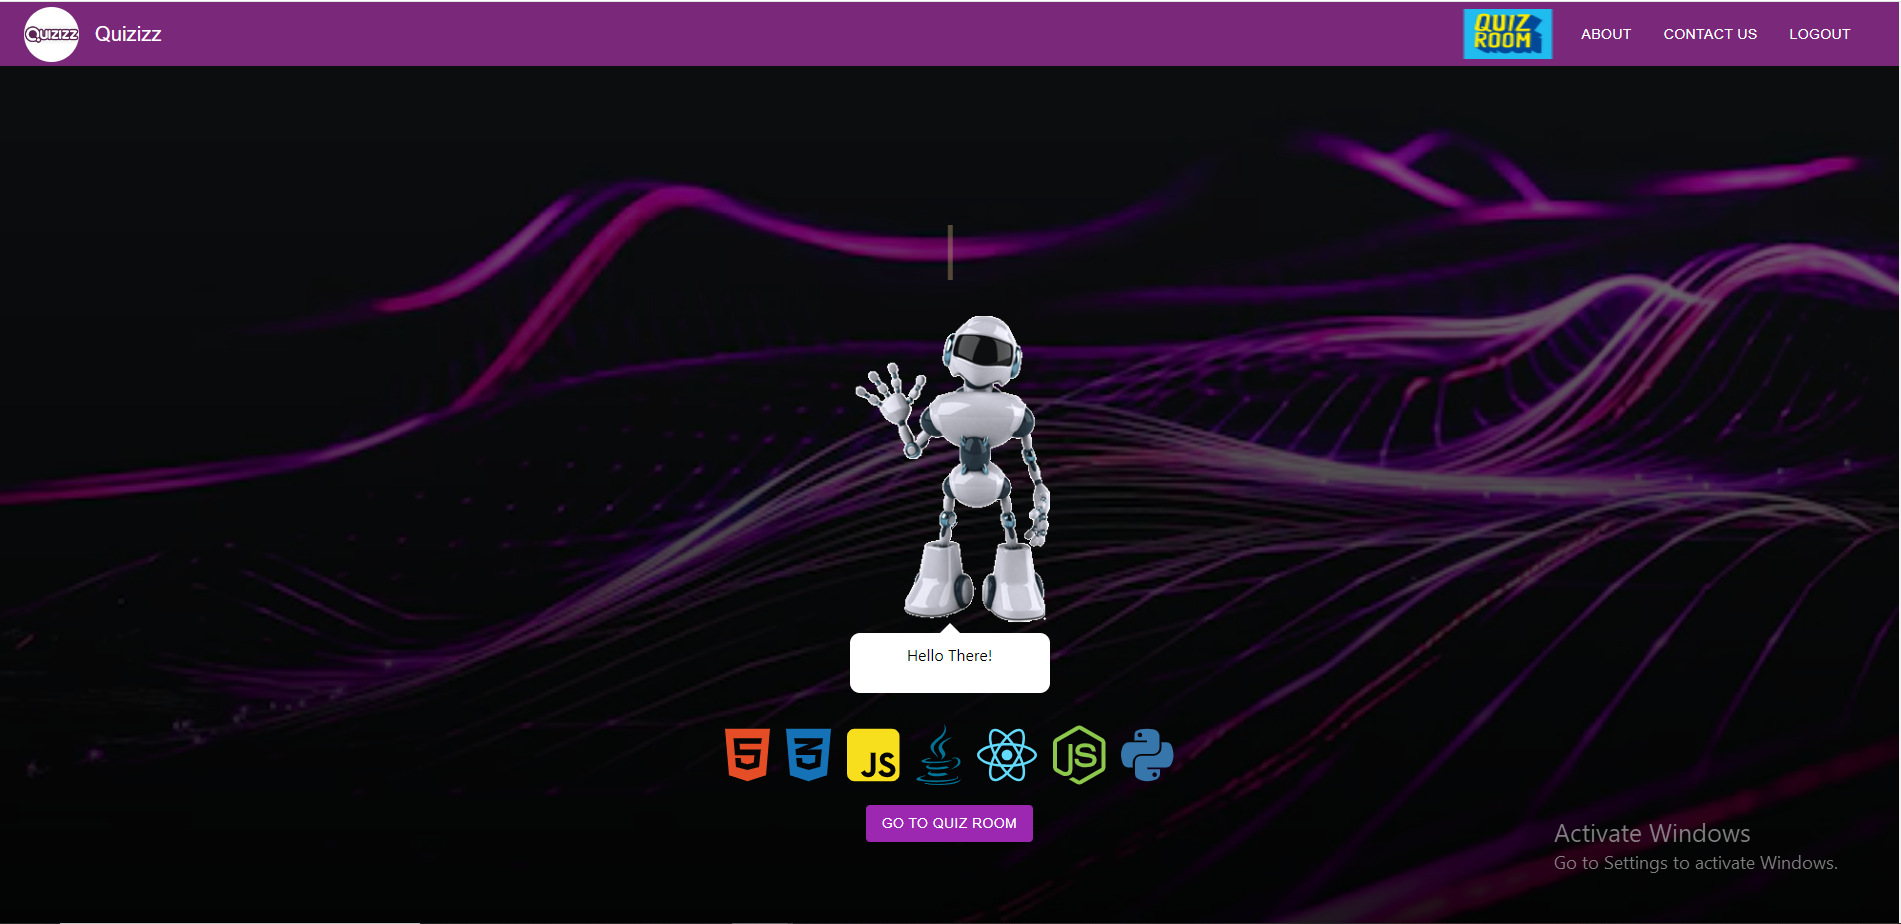 QUIZIZZ
Quizizz
QUIZ
ROOM
ABOUT
CONTACT US
LOGOUT
Hello There!
5
3
JS
JS
GO TO QUIZ ROOM
Activate Windows
Go to Settings to activate Windows.